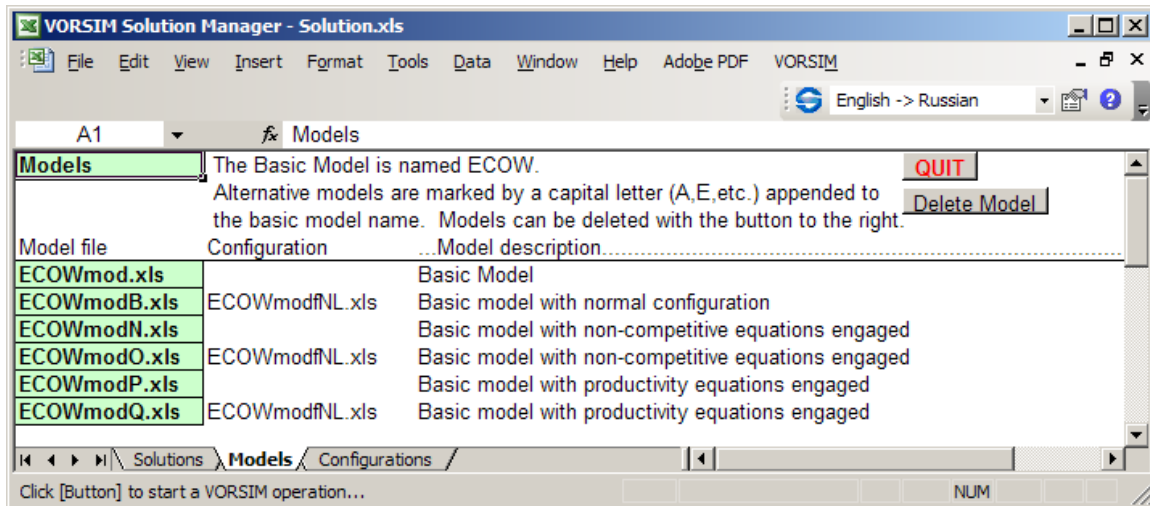 VORSIM Solution Manager - Solution.xls
File Edit View Insert Format Tools Data Window Help Adobe PDF VORSIM
English -> Russian
A1 fx Models
Models The Basic Model is named ECOW. QUIT
Alternative models are marked by a capital letter (A,E,etc.) appended to Delete Model
the basic model name. Models can be deleted with the button to the right.
Model file Configuration ...Model description...
ECOWmod.xls Basic Model
ECOWmodB.xls ECOWmodfNL.xls Basic model with normal configuration
ECOWmodN.xls Basic model with non-competitive equations engaged
ECOWmodO.xls ECOWmodfNL.xls Basic model with non-competitive equations engaged
ECOWmodP.xls Basic model with productivity equations engaged
ECOWmodQ.xls ECOWmodfNL.xls Basic model with productivity equations engaged
Solutions Models Configurations
Click [Button] to start a VORSIM operation... NUM